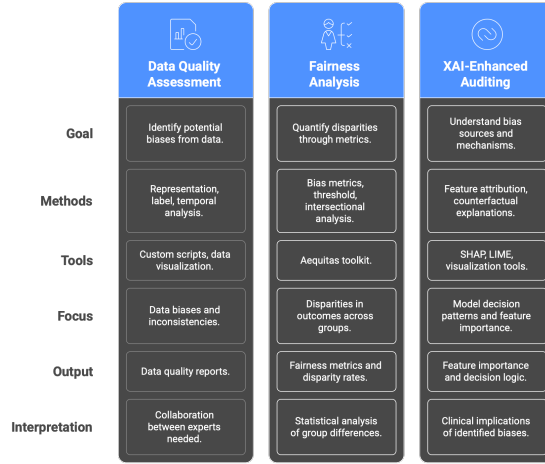 Data Quality
Assessment
Fairness
Analysis
XAI-Enhanced
Auditing
Goal
Identify potential
biases from data.
Quantify disparities
through metrics.
Understand bias
sources and
mechanisms.
Methods
Representation,
label, temporal
analysis.
Bias metrics,
threshold,
intersectional
analysis.
Feature attribution,
counterfactual
explanations.
Tools
Custom scripts, data
visualization.
Aequitas toolkit.
SHAP, LIME,
visualization tools.
Focus
Data biases and
inconsistencies.
Disparities in
outcomes across
groups.
Model decision
patterns and feature
importance.
Output
Data quality reports.
Fairness metrics and
disparity rates.
Feature importance
and decision logic.
Interpretation
Collaboration
between experts
needed.
Statistical analysis
of group differences.
Clinical implications
of identified biases.